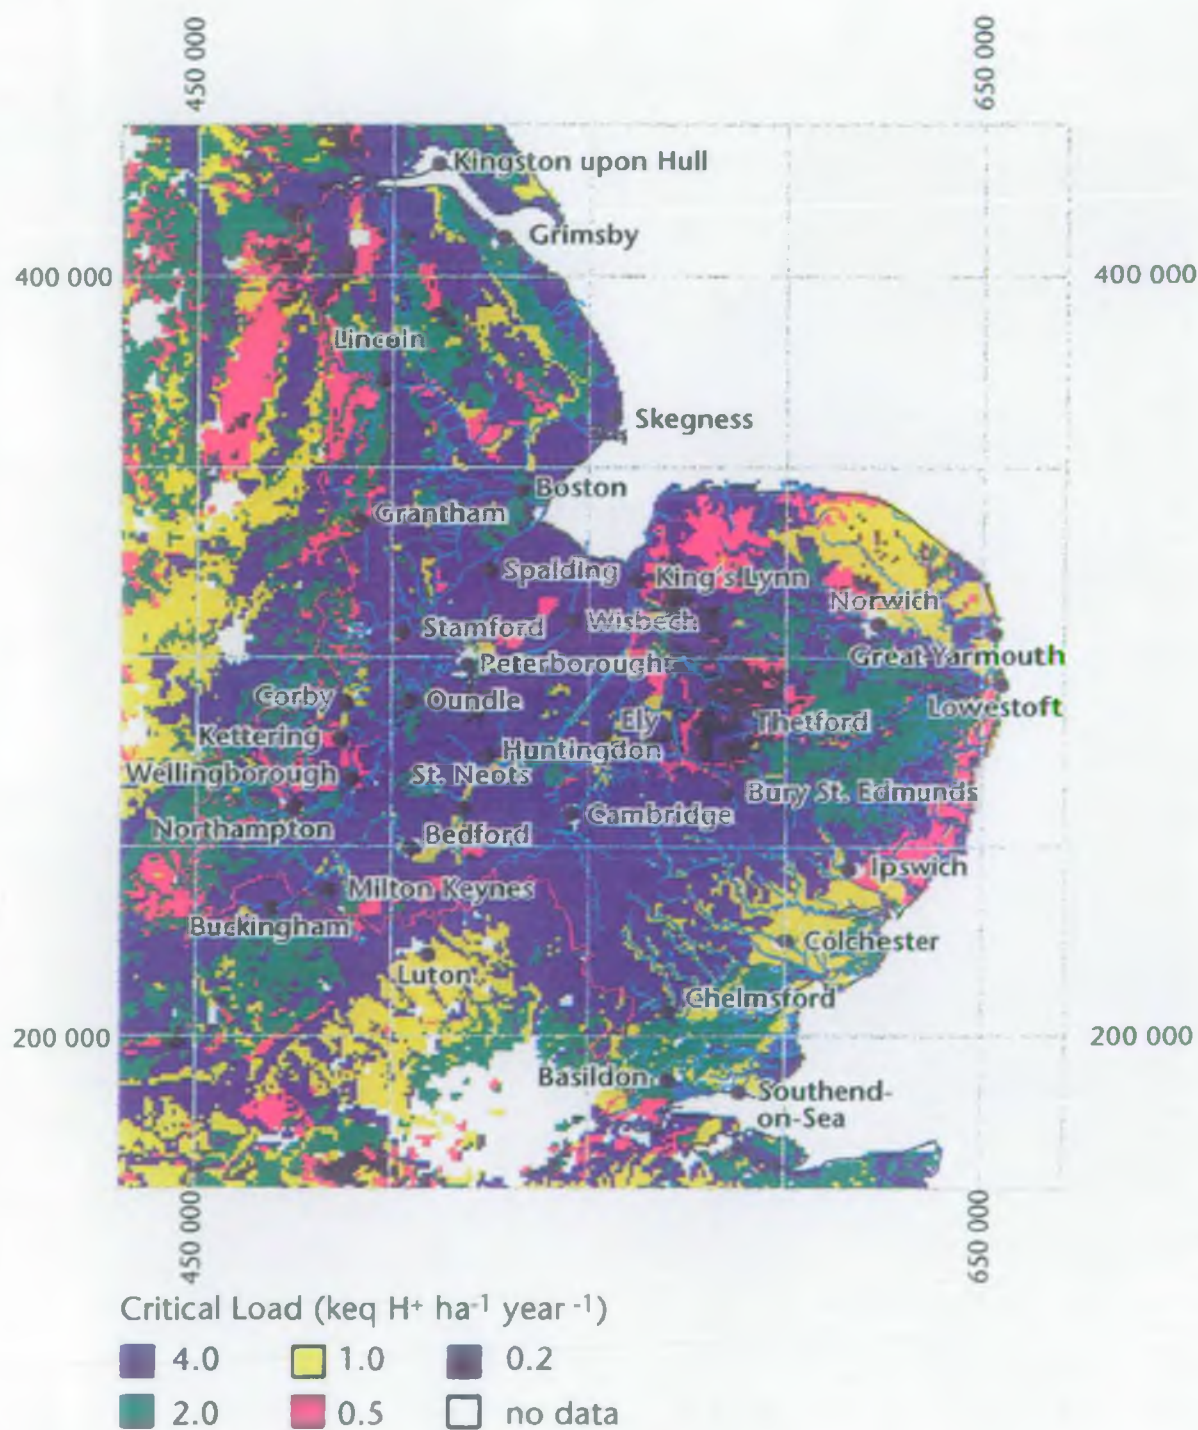 450 000
650 000
Kingston upon Hull
Grimsby
400 000
400 000
Lincoln
Skegness
Boston
Grantham
Spalding
King's Lynn
Norwich
Stamford
Wisbech
Great Yarmouth
Peterborough
Corby
Oundle
Lowestoft
Ely
Thetford
Kettering
Huntingdon
Wellingborough
St. Neots
Bury St. Edmunds
Cambridge
Northampton
Bedford
Ipswich
Milton Keynes
Buckingham
Colchester
Luton
Chelmsford
200 000
200 000
Basildon
Southend-
on-Sea
450 000
650 000
Critical Load (keq H+ ha-1 year -1)
4.0
1.0
0.2
2.0
0.5
no data